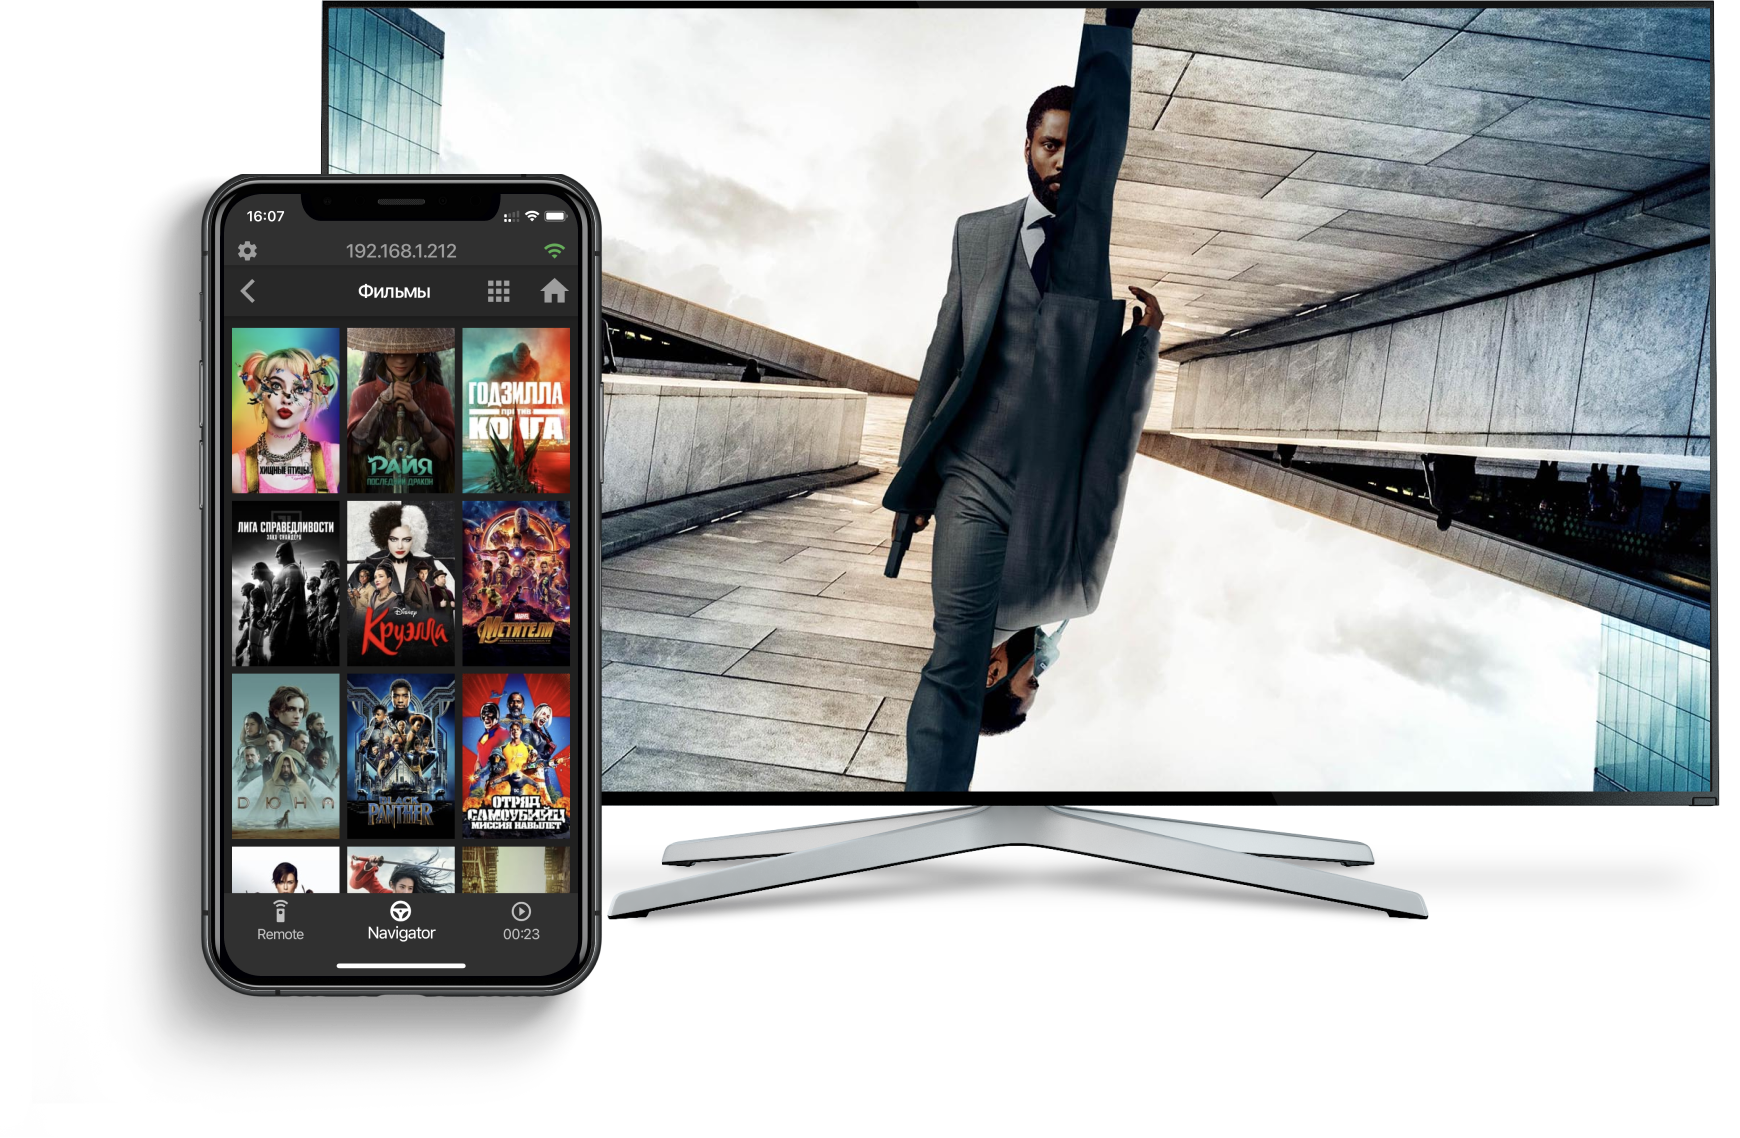 16:07
192.168.1.212
Фильмы
ХИЩНЫЕ ПТИЦЫ
РАЙЯ
ПОСЛЕДНИЙ ДРАКОН
ГОДЗИЛЛА
ПРОТИВ
КОНГА
ЛИГА СПРАВЕДЛИВОСТИ
ЗАКА СНАЙДЕРА
Disney
Круэлла
MARVEL
МСТИТЕЛИ
ДЮНА
BLACK
PANTHER
ОТРЯД
САМОУБИЙЦ
МИССИЯ НАВЫЛЕТ
Remote
Navigator
00:23